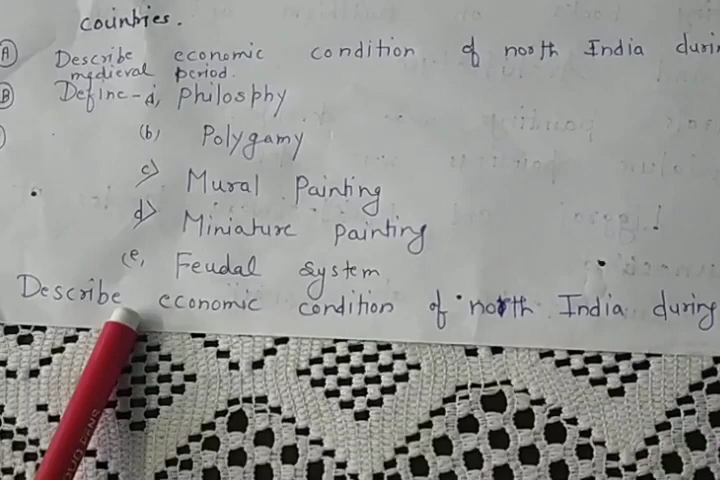 countries.
(A) Describe economic condition of north India
medieval period.
(B) Define - a, Philosphy
(b) Polygamy
c) Mural Painting
d) Miniature painting
(e, Feudal system
Describe economic condition of north India during